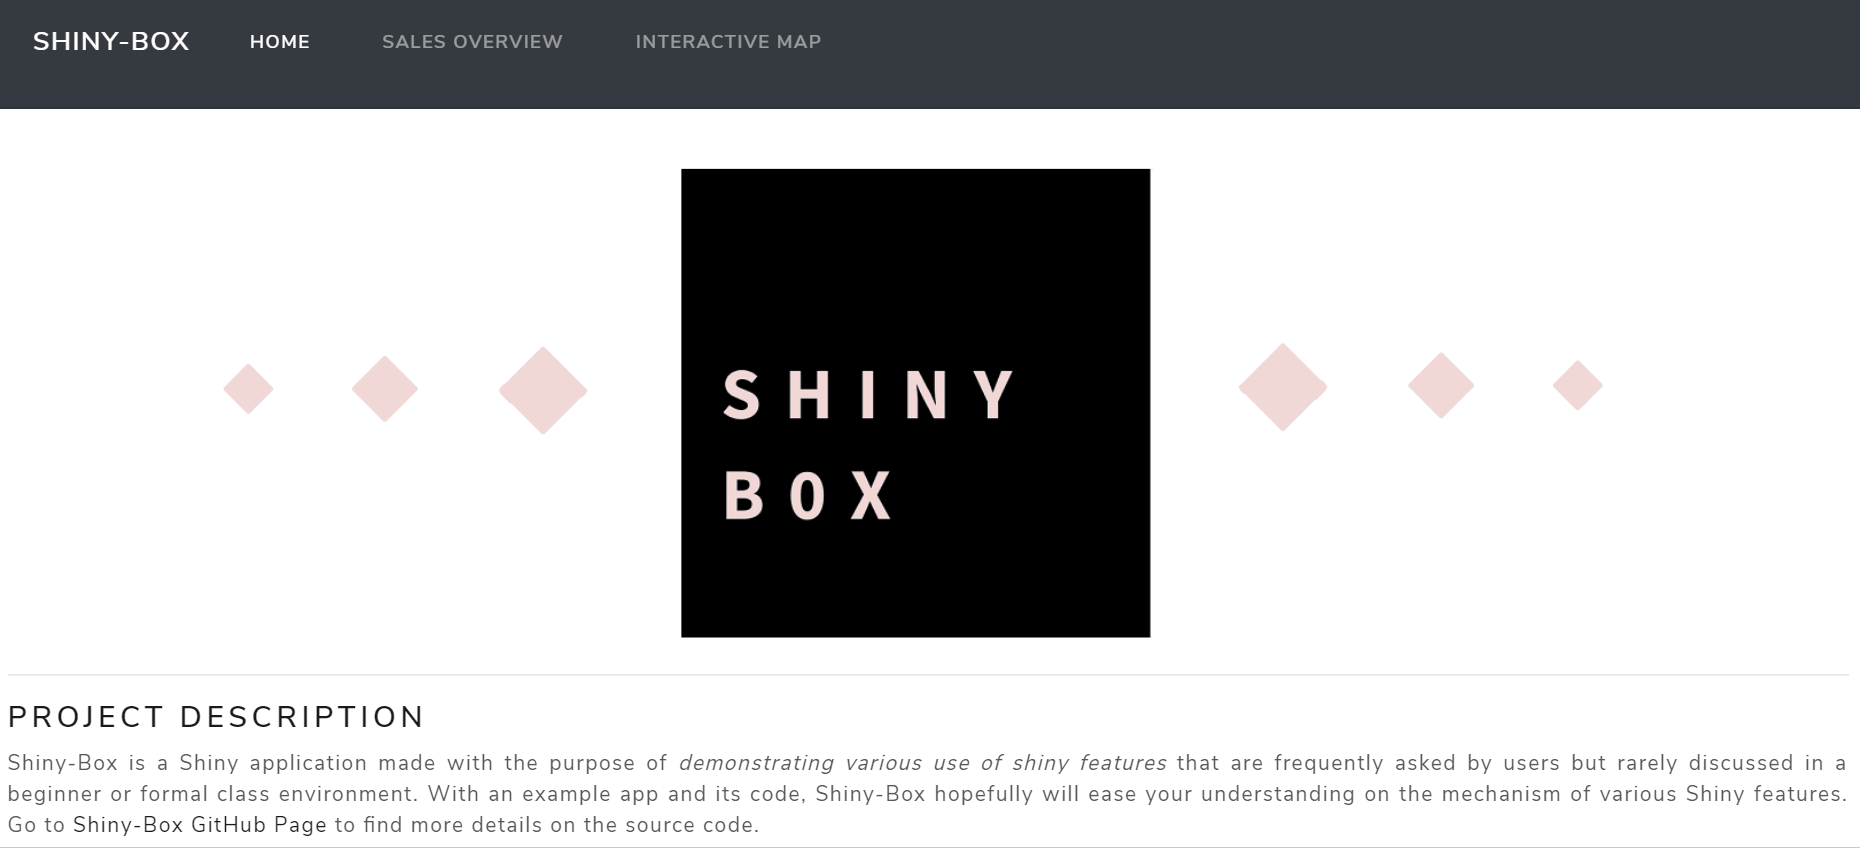 SHINY-BOX HOME SALES OVERVIEW INTERACTIVE MAP
SHINY
BOX
PROJECT DESCRIPTION
Shiny-Box is a Shiny application made with the purpose of demonstrating various use of shiny features that are frequently asked by users but rarely discussed in a
beginner or formal class environment. With an example app and its code, Shiny-Box hopefully will ease your understanding on the mechanism of various Shiny features.
Go to Shiny-Box GitHub Page to find more details on the source code.